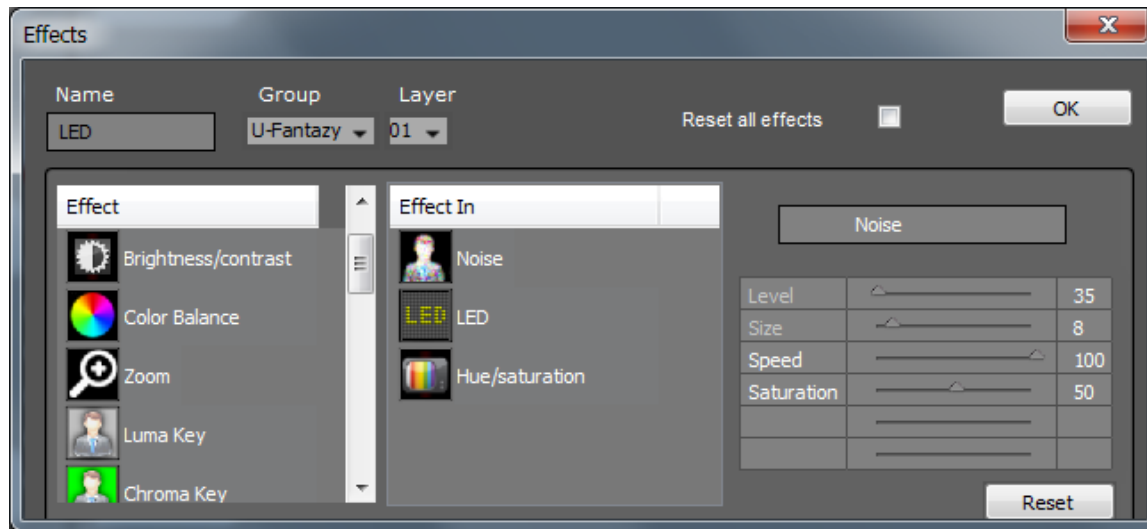 Effects
Name Group Layer
LED U-Fantazy 01 Reset all effects OK
Effect Effect In
Noise
Brightness/contrast Noise
Level 35
Color Balance LED
Size 8
Speed 100
Zoom Hue/saturation
Saturation 50
Luma Key
Chroma Key
Reset
LED